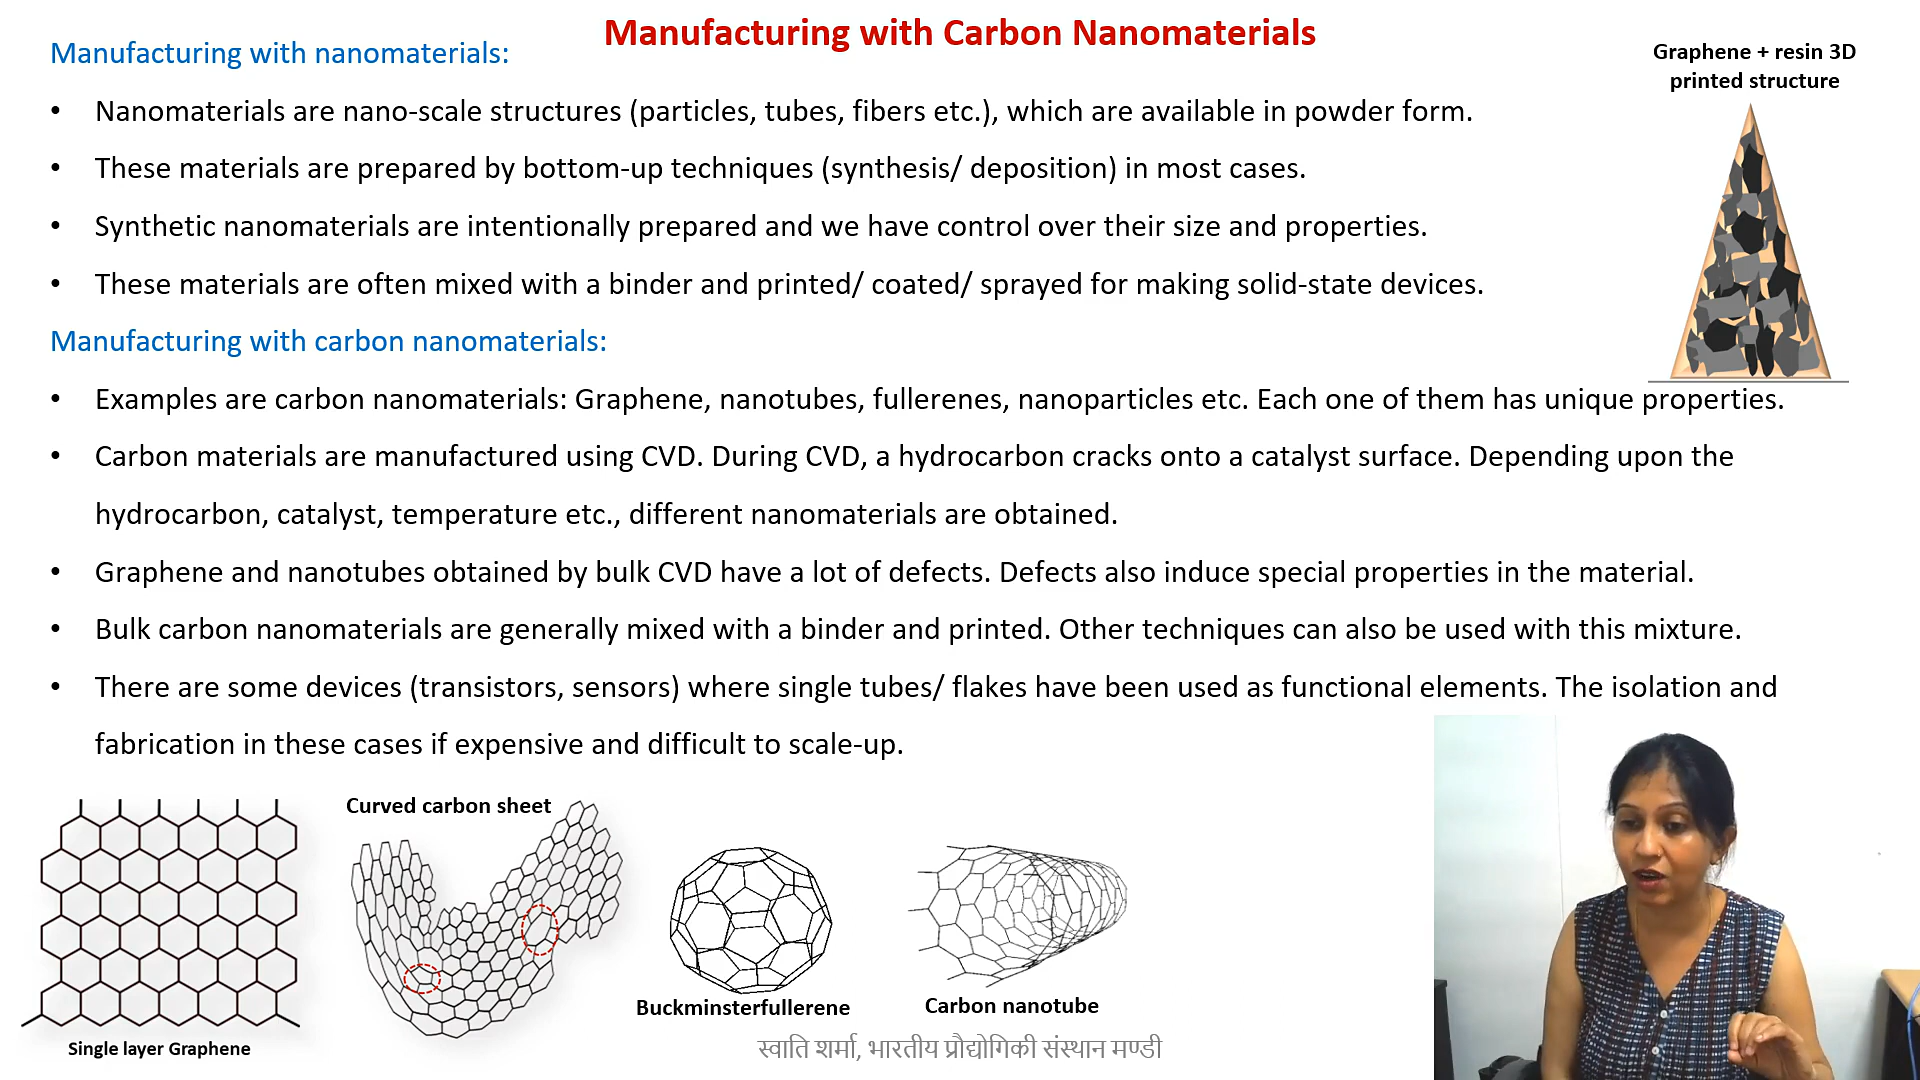 Manufacturing with Carbon Nanomaterials
Manufacturing with nanomaterials:
• Nanomaterials are nano-scale structures (particles, tubes, fibers etc.), which are available in powder form.
• These materials are prepared by bottom-up techniques (synthesis/ deposition) in most cases.
• Synthetic nanomaterials are intentionally prepared and we have control over their size and properties.
• These materials are often mixed with a binder and printed/ coated/ sprayed for making solid-state devices.
Graphene + resin 3D
printed structure
Manufacturing with carbon nanomaterials:
• Examples are carbon nanomaterials: Graphene, nanotubes, fullerenes, nanoparticles etc. Each one of them has unique properties.
• Carbon materials are manufactured using CVD. During CVD, a hydrocarbon cracks onto a catalyst surface. Depending upon the
hydrocarbon, catalyst, temperature etc., different nanomaterials are obtained.
• Graphene and nanotubes obtained by bulk CVD have a lot of defects. Defects also induce special properties in the material.
• Bulk carbon nanomaterials are generally mixed with a binder and printed. Other techniques can also be used with this mixture.
• There are some devices (transistors, sensors) where single tubes/ flakes have been used as functional elements. The isolation and
fabrication in these cases if expensive and difficult to scale-up.
Single layer Graphene
Curved carbon sheet
Buckminsterfullerene
Carbon nanotube
स्वाति शर्मा, भारतीय प्रौद्योगिकी संस्थान मण्डी